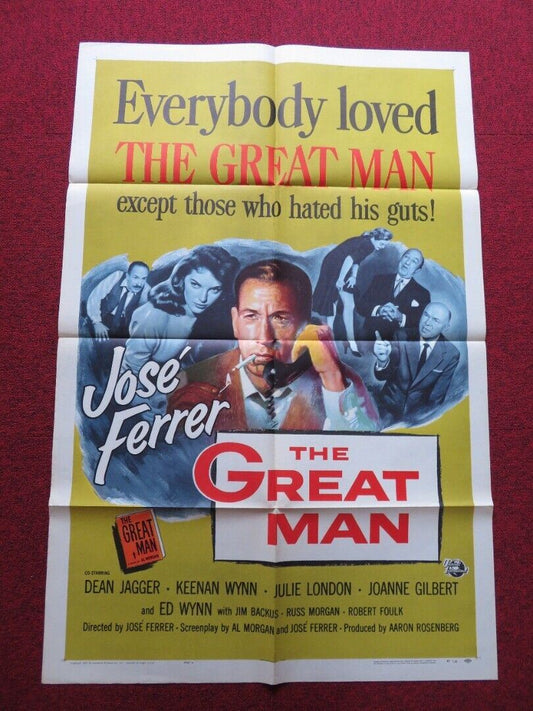 Everybody loved
THE GREAT MAN
except those who hated his guts!
José
Ferrer
THE
GREAT
MAN
THE
GREAT
MAN
AL MORGAN
CO-STARRING
DEAN JAGGER · KEENAN WYNN · JULIE LONDON · JOANNE GILBERT
and ED WYNN with JIM BACKUS · RUSS MORGAN · ROBERT FOULK
Directed by JOSÉ FERRER · Screenplay by AL MORGAN and JOSÉ FERRER · Produced by AARON ROSENBERG